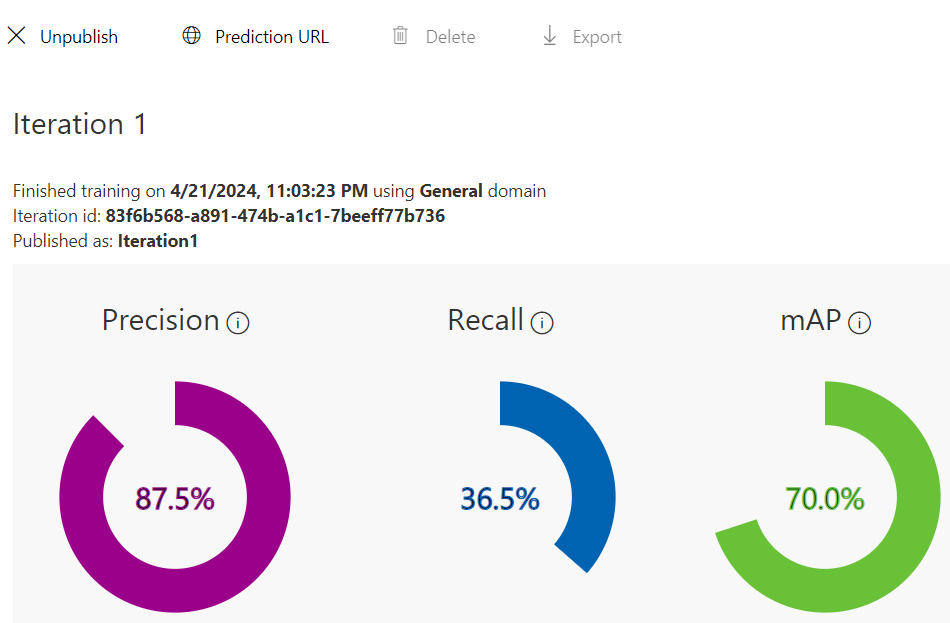 Unpublish Prediction URL Delete Export
Iteration 1
Finished training on 4/21/2024, 11:03:23 PM using General domain
Iteration id: 83f6b568-a891-474b-a1c1-7beeff77b736
Published as: Iteration1
Precision Recall mAP
87.5% 36.5% 70.0%